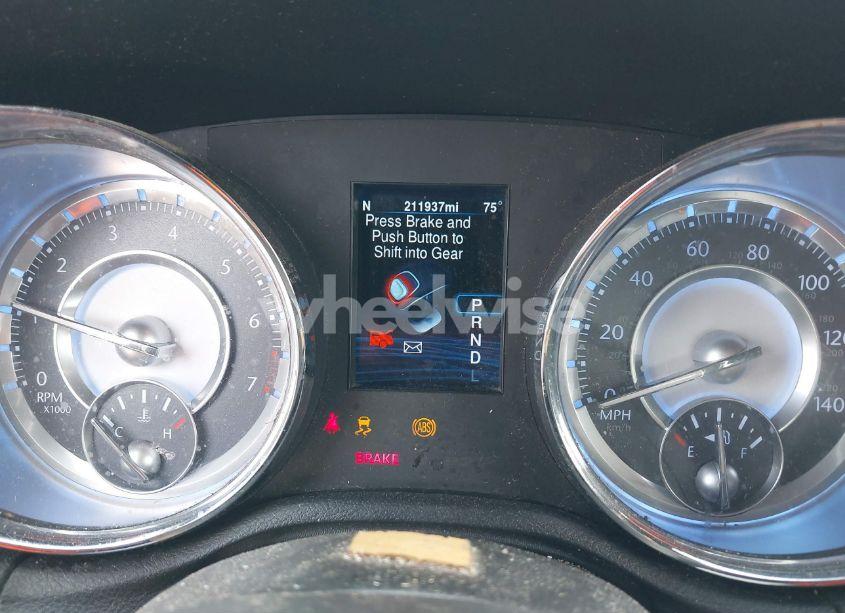 N 211937mi 75°
Press Brake and
Push Button to
Shift into Gear
wheelwise
P
R
N
D
L
0 1 2 3 4 5 6 7
RPM
X1000
C H
0 20 40 60 80 100 120 140
MPH
km/h
E F
ABS
BRAKE